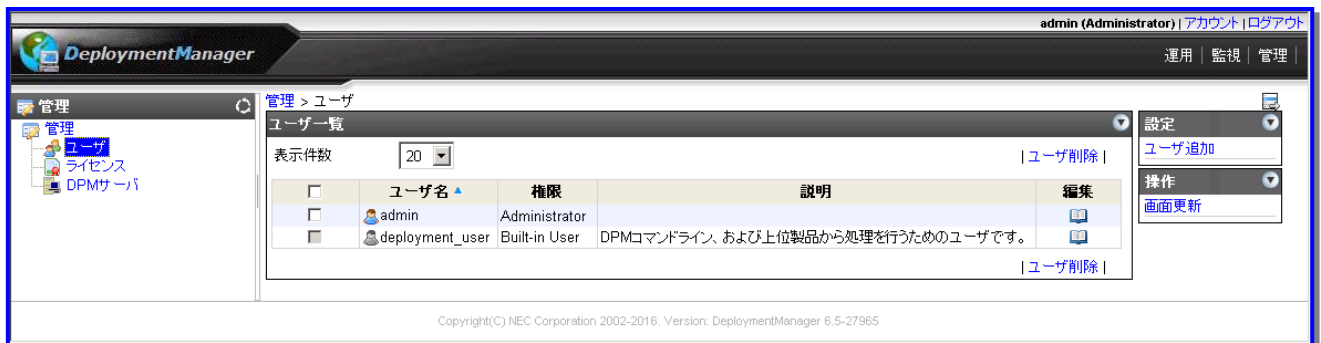 admin (Administrator) | アカウント | ログアウト
DeploymentManager
運用 | 監視 | 管理 |
管理
管理
ユーザ
ライセンス
DPMサーバ
管理 > ユーザ
ユーザ一覧
表示件数 20 | ユーザ削除 |
ユーザ名 権限 説明 編集
admin Administrator
deployment_user Built-in User DPMコマンドライン、および上位製品から処理を行うためのユーザです。
| ユーザ削除 |
設定
ユーザ追加
操作
画面更新
Copyright(C) NEC Corporation 2002-2016. Version: DeploymentManager 6.5-27965